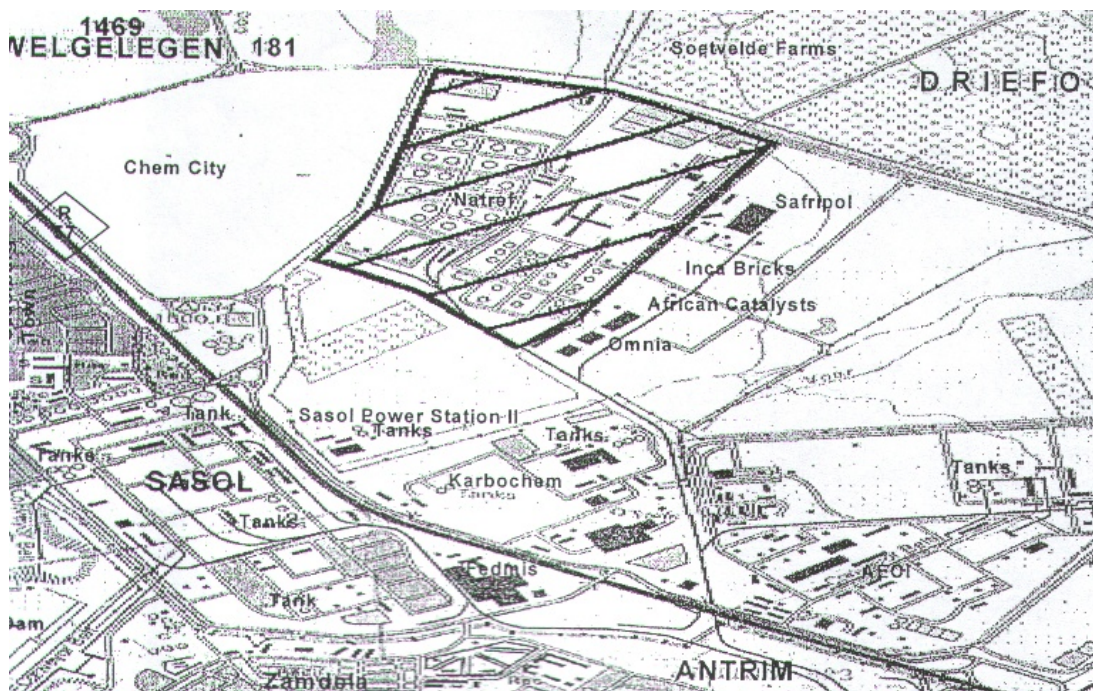 1469
WELGELEGEN 181
Soetvelde Farms
DRIEFO
Chem City
Natref
Safripol
Inca Bricks
African Catalysts
Omnia
Sasol Power Station II
Tank
Tanks
Tanks
Tanks
Karbochem
Tanks
Tanks
SASOL
Tanks
Fedmis
Tank
ANTRIM
Zamdela